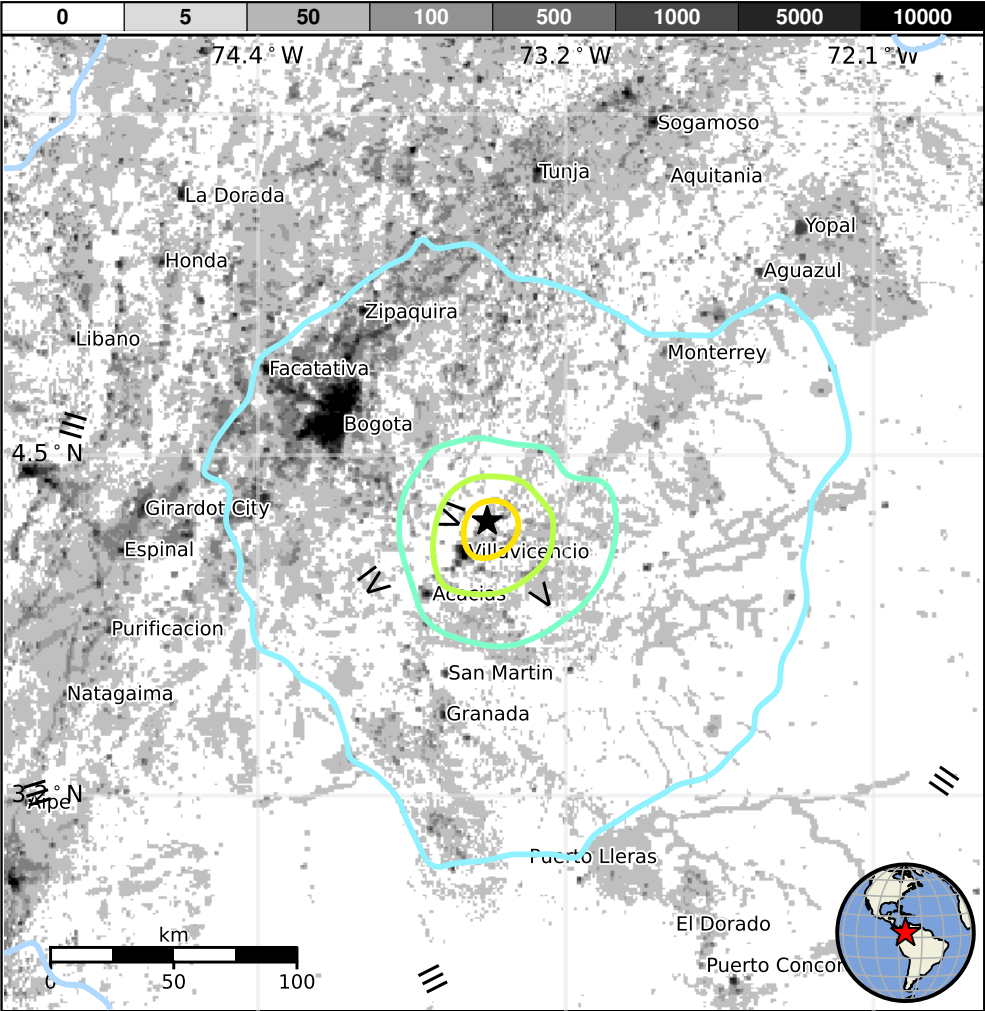 0 5 50 100 500 1000 5000 10000
74.4°W 73.2°W 72.1°W
Sogamoso
Tunja
Aquitania
La Dorada
Yopal
Honda
Aguazul
Zipaquira
Libano
Monterrey
Facatativa
III
Bogota
4.5°N
Girardot City
VI
Espinal
Villavicencio
IV
Acacias
V
Purificacion
San Martin
Natagaima
Granada
III
III
Aipe
Puerto Lleras
El Dorado
km
Puerto Concor
III
0 50 100